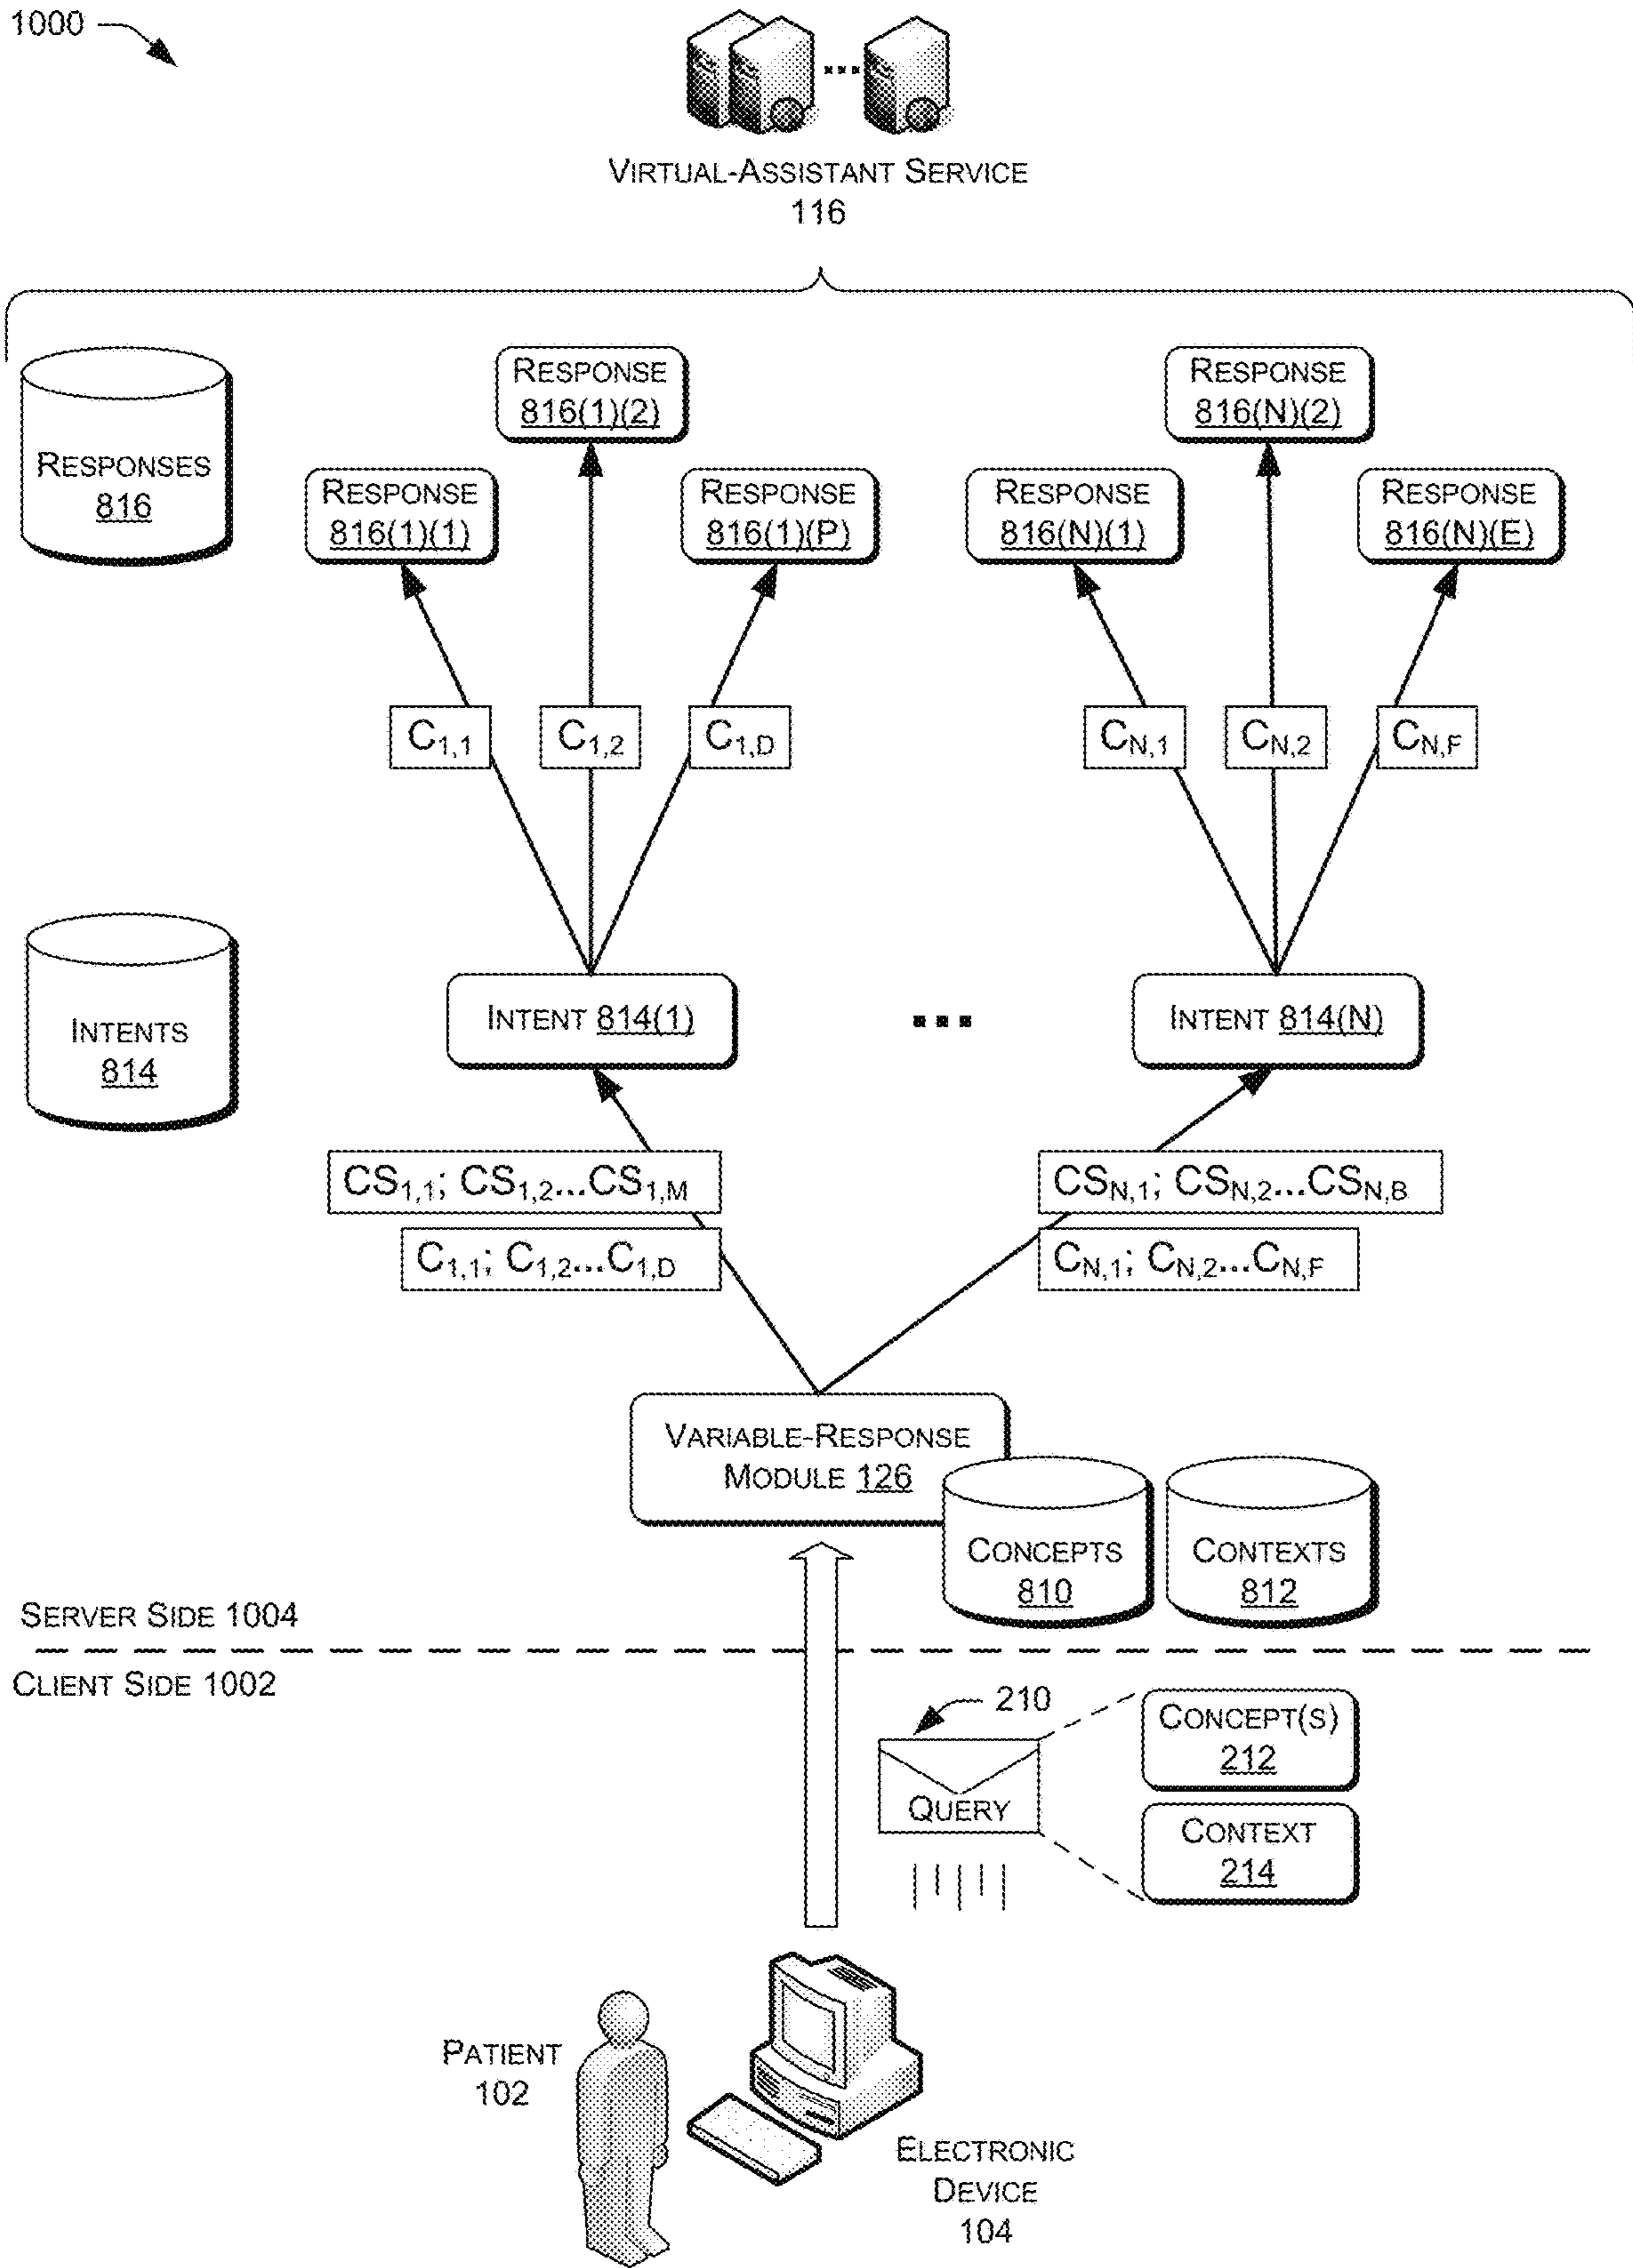 1000
VIRTUAL-ASSISTANT SERVICE
116
RESPONSES
816
RESPONSE
816(1)(2)
RESPONSE
816(N)(2)
RESPONSE
816(1)(1)
RESPONSE
816(1)(P)
RESPONSE
816(N)(1)
RESPONSE
816(N)(E)
C1,1
C1,2
C1,D
CN,1
CN,2
CN,F
INTENTS
814
INTENT 814(1)
...
INTENT 814(N)
CS1,1; CS1,2...CS1,M
CSN,1; CSN,2...CSN,B
C1,1; C1,2...C1,D
CN,1; CN,2...CN,F
VARIABLE-RESPONSE
MODULE 126
CONCEPTS
810
CONTEXTS
812
SERVER SIDE 1004
CLIENT SIDE 1002
210
QUERY
CONCEPT(S)
212
CONTEXT
214
PATIENT
102
ELECTRONIC
DEVICE
104